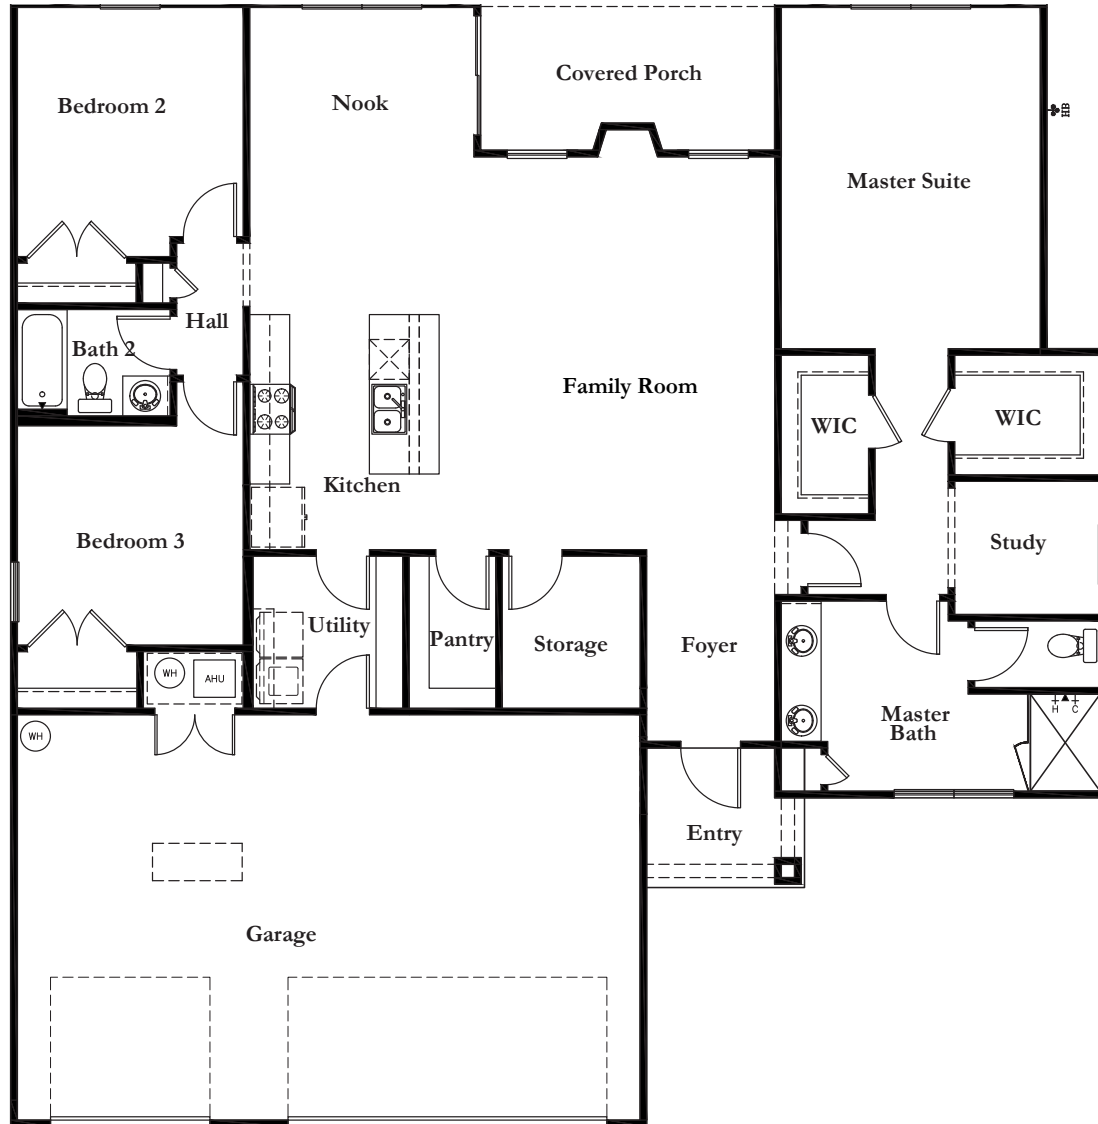 Covered Porch
Nook
Bedroom 2
HB
Master Suite
Hall
Bath 2
Family Room
WIC
WIC
Kitchen
Bedroom 3
Study
Utility
Pantry
Storage
Foyer
WH
AHU
H C
Master
Bath
WH
Entry
Garage